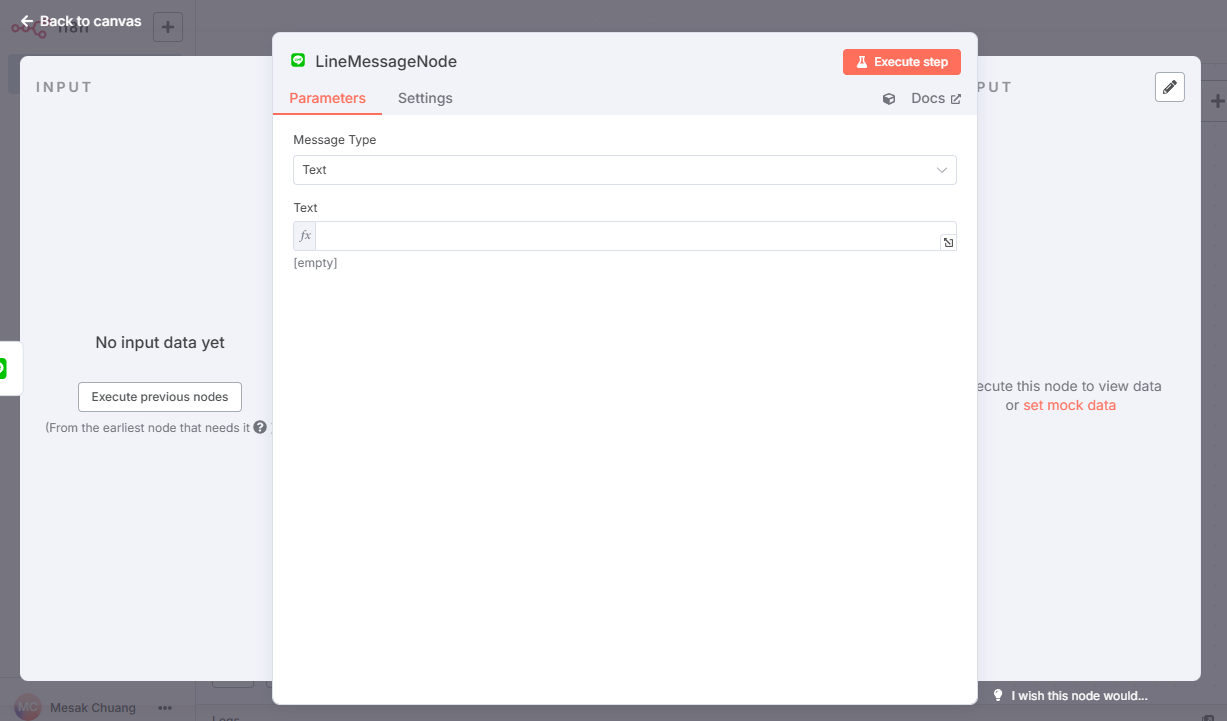 Back to canvas
LineMessageNode
Execute step
INPUT
Parameters
Settings
Docs
PUT
Message Type
Text
Text
fx
[empty]
No input data yet
Execute previous nodes
(From the earliest node that needs it ?
ecute this node to view data
or set mock data
I wish this node would...
MC
Mesak Chuang
Logs